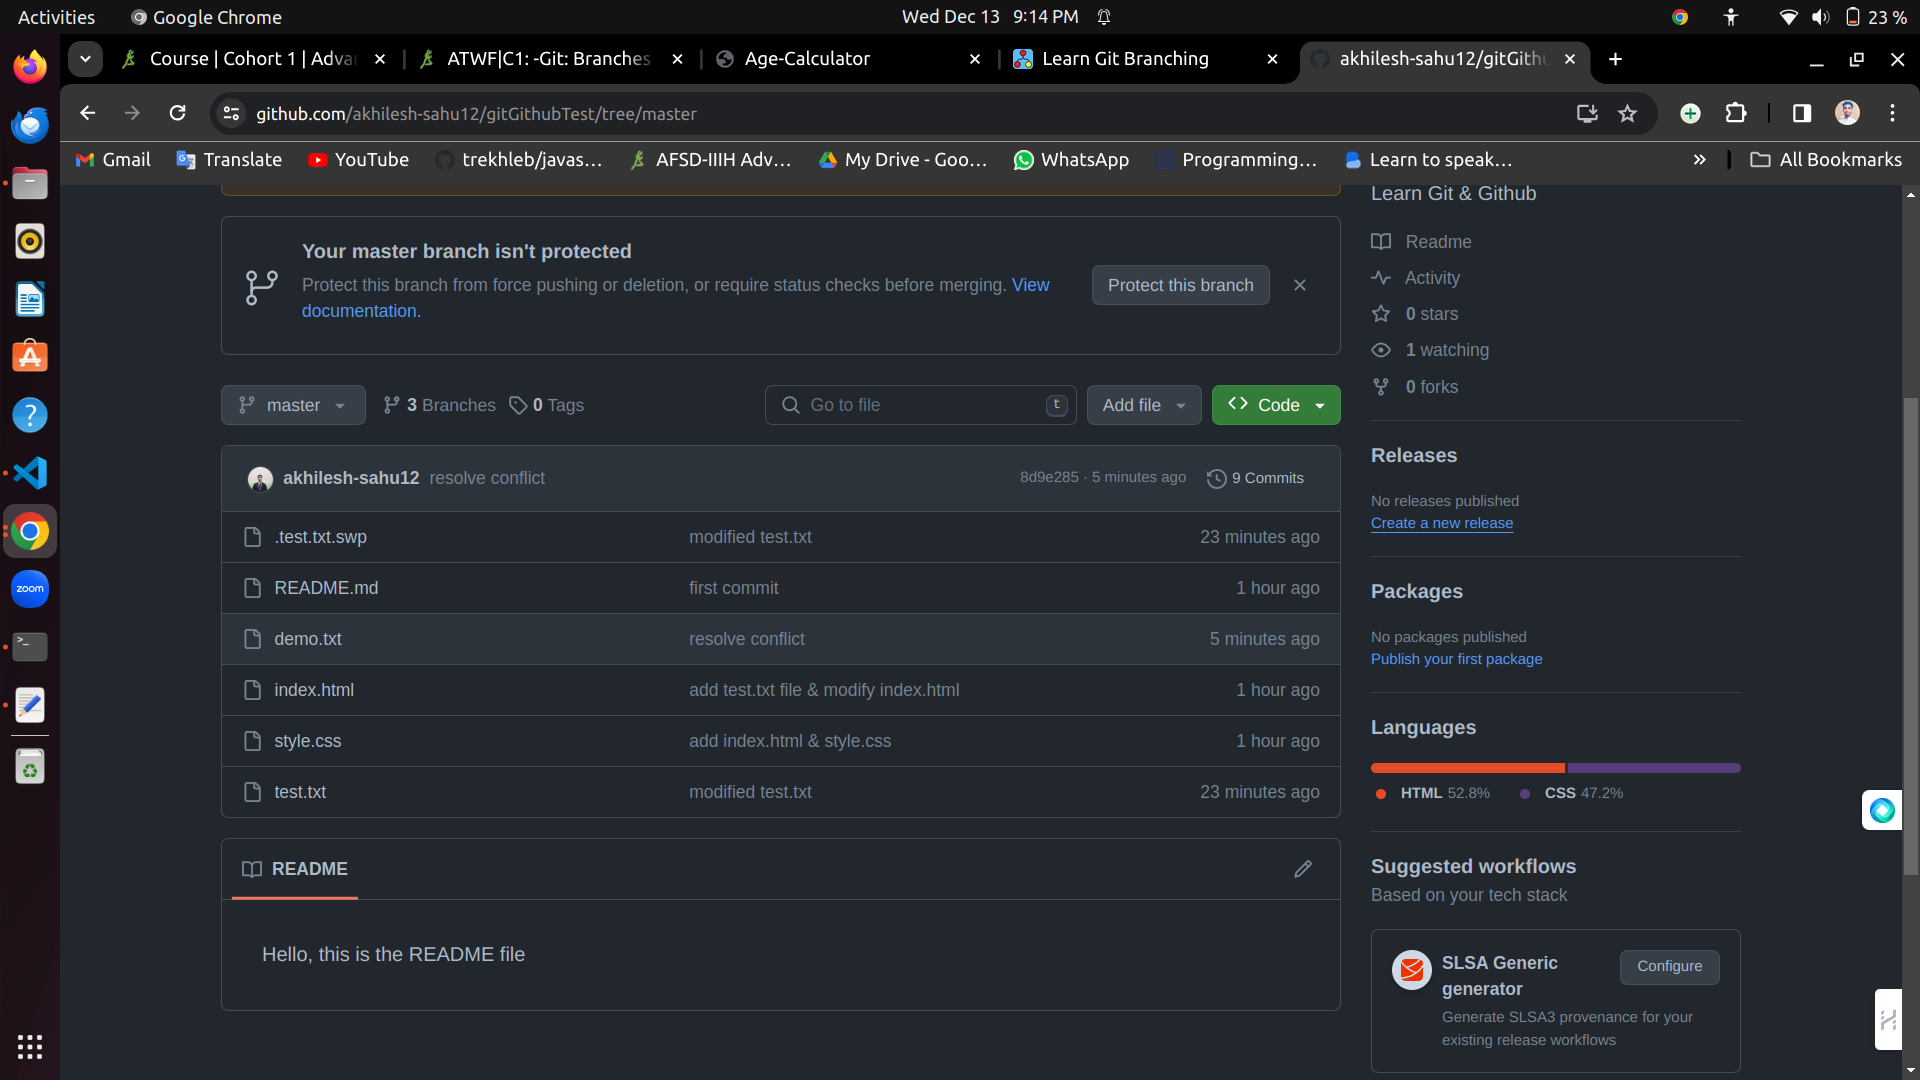 Activities
Google Chrome
Wed Dec 13 9:14 PM
23 %
Course | Cohort 1 | Adva
ATWF|C1: -Git: Branches
Age-Calculator
Learn Git Branching
akhilesh-sahu12/gitGithu
github.com/akhilesh-sahu12/gitGithubTest/tree/master
Gmail
Translate
YouTube
trekhleb/javas...
AFSD-IIIH Adv...
My Drive - Goo...
WhatsApp
Programming...
Learn to speak...
All Bookmarks
Learn Git & Github
Your master branch isn't protected
Protect this branch from force pushing or deletion, or require status checks before merging. View
documentation.
Protect this branch
Readme
Activity
0 stars
1 watching
0 forks
master
3 Branches
0 Tags
Go to file
t
Add file
Code
akhilesh-sahu12 resolve conflict
8d9e285 · 5 minutes ago
9 Commits
.test.txt.swp modified test.txt 23 minutes ago
README.md first commit 1 hour ago
demo.txt resolve conflict 5 minutes ago
index.html add test.txt file & modify index.html 1 hour ago
style.css add index.html & style.css 1 hour ago
test.txt modified test.txt 23 minutes ago
README
Hello, this is the README file
Releases
No releases published
Create a new release
Packages
No packages published
Publish your first package
Languages
HTML 52.8%
CSS 47.2%
Suggested workflows
Based on your tech stack
SLSA Generic
generator
Configure
Generate SLSA3 provenance for your
existing release workflows
zoom